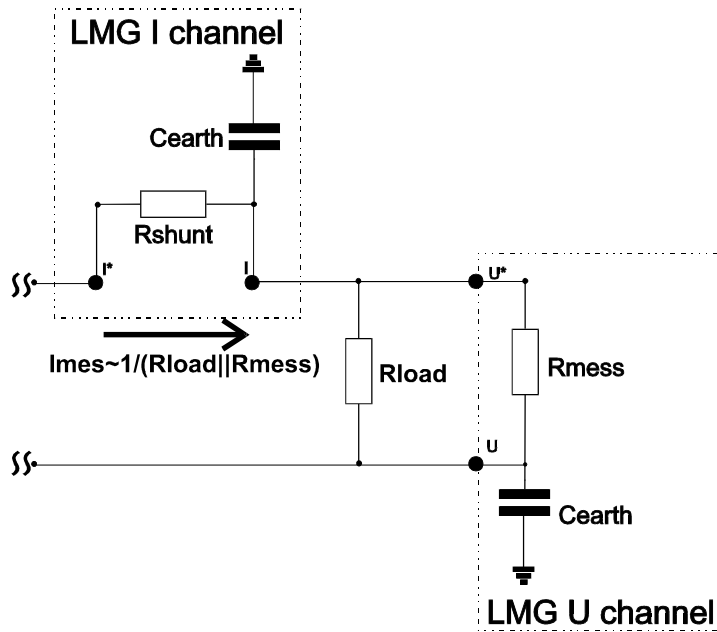 LMG I channel
Cearth
Rshunt
I*
I
U*
Imes~1/(Rload||Rmess)
Rload
Rmess
U
Cearth
LMG U channel